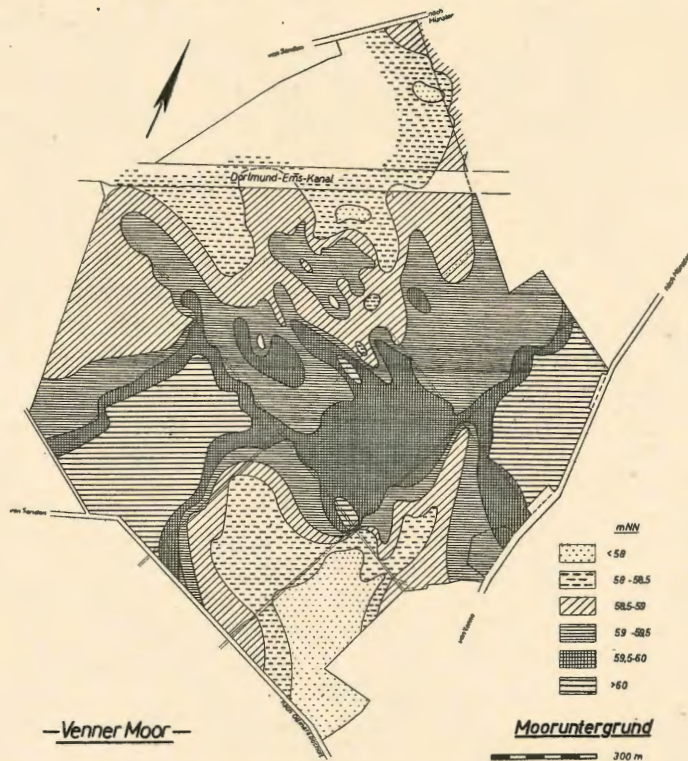 nach
Münster
von Senden
Dortmund-Ems-Kanal
Nach Münster
von Senden
mNN
< 58
58 - 58,5
58,5 - 59
59 - 59,5
59,5 - 60
> 60
von
— Venner Moor —
Mooruntergrund
300 m